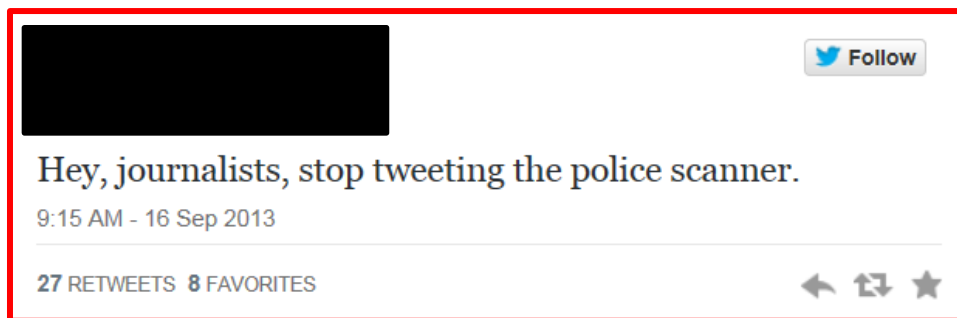 Follow
Hey, journalists, stop tweeting the police scanner.
9:15 AM - 16 Sep 2013
27 RETWEETS 8 FAVORITES